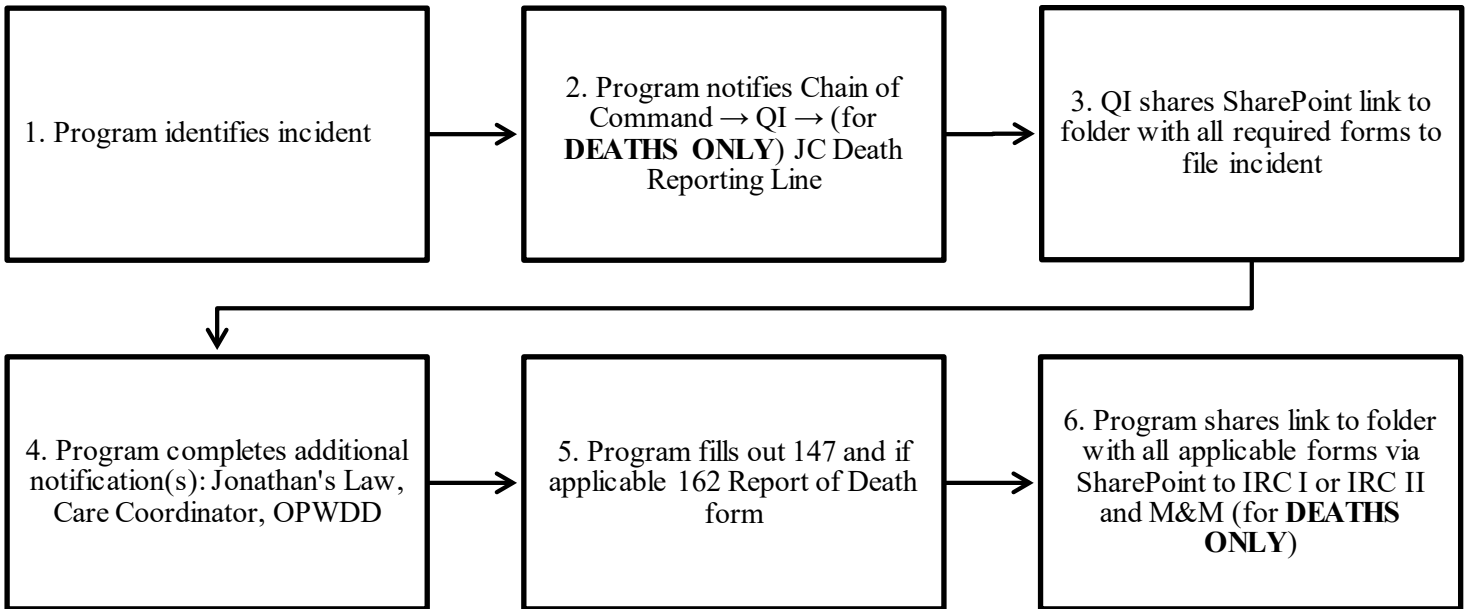 1. Program identifies incident
2. Program notifies Chain of
Command → QI → (for
DEATHS ONLY) JC Death
Reporting Line
3. QI shares SharePoint link to
folder with all required forms to
file incident
4. Program completes additional
notification(s): Jonathan's Law,
Care Coordinator, OPWDD
5. Program fills out 147 and if
applicable 162 Report of Death
form
6. Program shares link to folder
with all applicable forms via
SharePoint to IRC I or IRC II
and M&M (for DEATHS
ONLY)